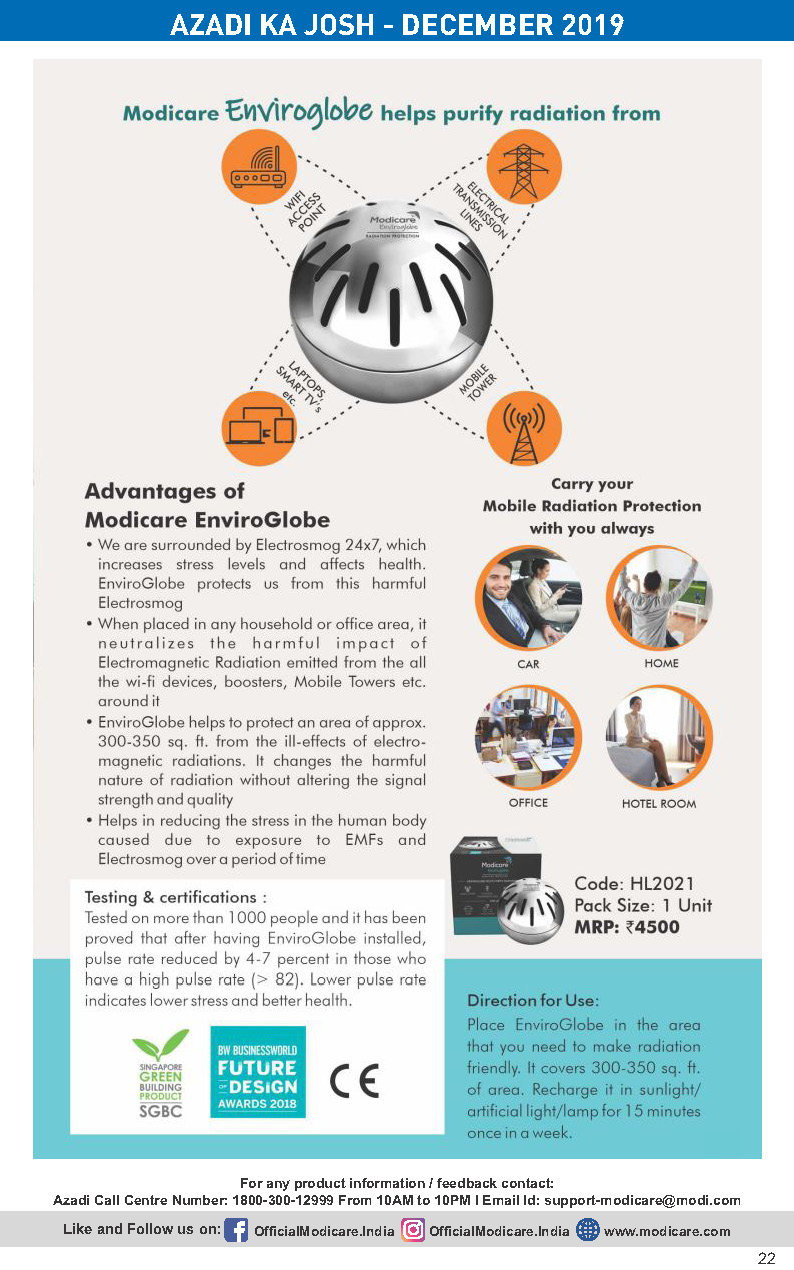 AZADI KA JOSH - DECEMBER 2019
Modicare Enviroglobe helps purify radiation from
WIFI
ACCESS
POINT
ELECTRICAL
TRANSMISSION
LINES
Modicare
Enviroglobe
RADIATION PROTECTION
LAPTOPS,
SMART TV's
etc.
MOBILE
TOWER
Advantages of
Modicare EnviroGlobe
• We are surrounded by Electrosmog 24x7, which
increases stress levels and affects health.
EnviroGlobe protects us from this harmful
Electrosmog
• When placed in any household or office area, it
neutralizes the harmful impact of
Electromagnetic Radiation emitted from the all
the wi-fi devices, boosters, Mobile Towers etc.
around it
• EnviroGlobe helps to protect an area of approx.
300-350 sq. ft. from the ill-effects of electro-
magnetic radiations. It changes the harmful
nature of radiation without altering the signal
strength and quality
• Helps in reducing the stress in the human body
caused due to exposure to EMFs and
Electrosmog over a period of time
Carry your
Mobile Radiation Protection
with you always
CAR
HOME
OFFICE
HOTEL ROOM
Modicare
Code: HL2021
Pack Size: 1 Unit
MRP: ₹4500
Testing & certifications :
Tested on more than 1000 people and it has been
proved that after having EnviroGlobe installed,
pulse rate reduced by 4-7 percent in those who
have a high pulse rate (> 82). Lower pulse rate
indicates lower stress and better health.
SINGAPORE
GREEN
BUILDING
PRODUCT
SGBC
BW BUSINESSWORLD
FUTURE
OF DESIGN
AWARDS 2018
CE
Direction for Use:
Place EnviroGlobe in the area
that you need to make radiation
friendly. It covers 300-350 sq. ft.
of area. Recharge it in sunlight/
artificial light/lamp for 15 minutes
once in a week.
For any product information / feedback contact:
Azadi Call Centre Number: 1800-300-12999 From 10AM to 10PM I Email Id: support-modicare@modi.com
Like and Follow us on: OfficialModicare.India OfficialModicare.India www.modicare.com
22